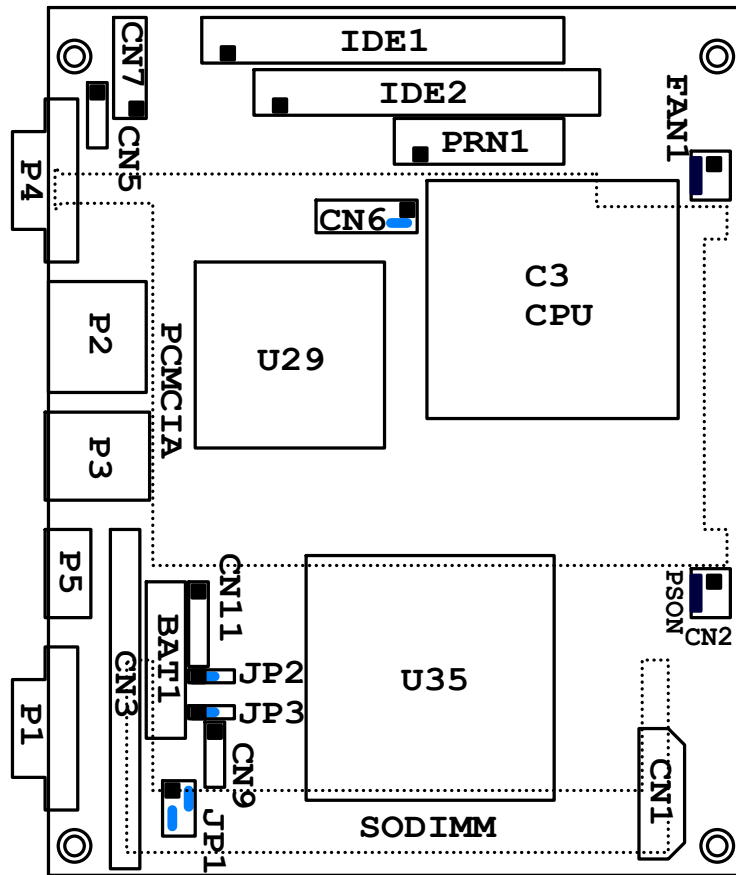 IDE1
CN7
IDE2
FAN1
PRN1
CN5
P4
CN6
C3
CPU
P2
PCMCIA
U29
P3
P5
CN11
PSON
CN2
BAT1
CN3
JP2
U35
JP3
P1
CN9
CN1
JP1
SODIMM